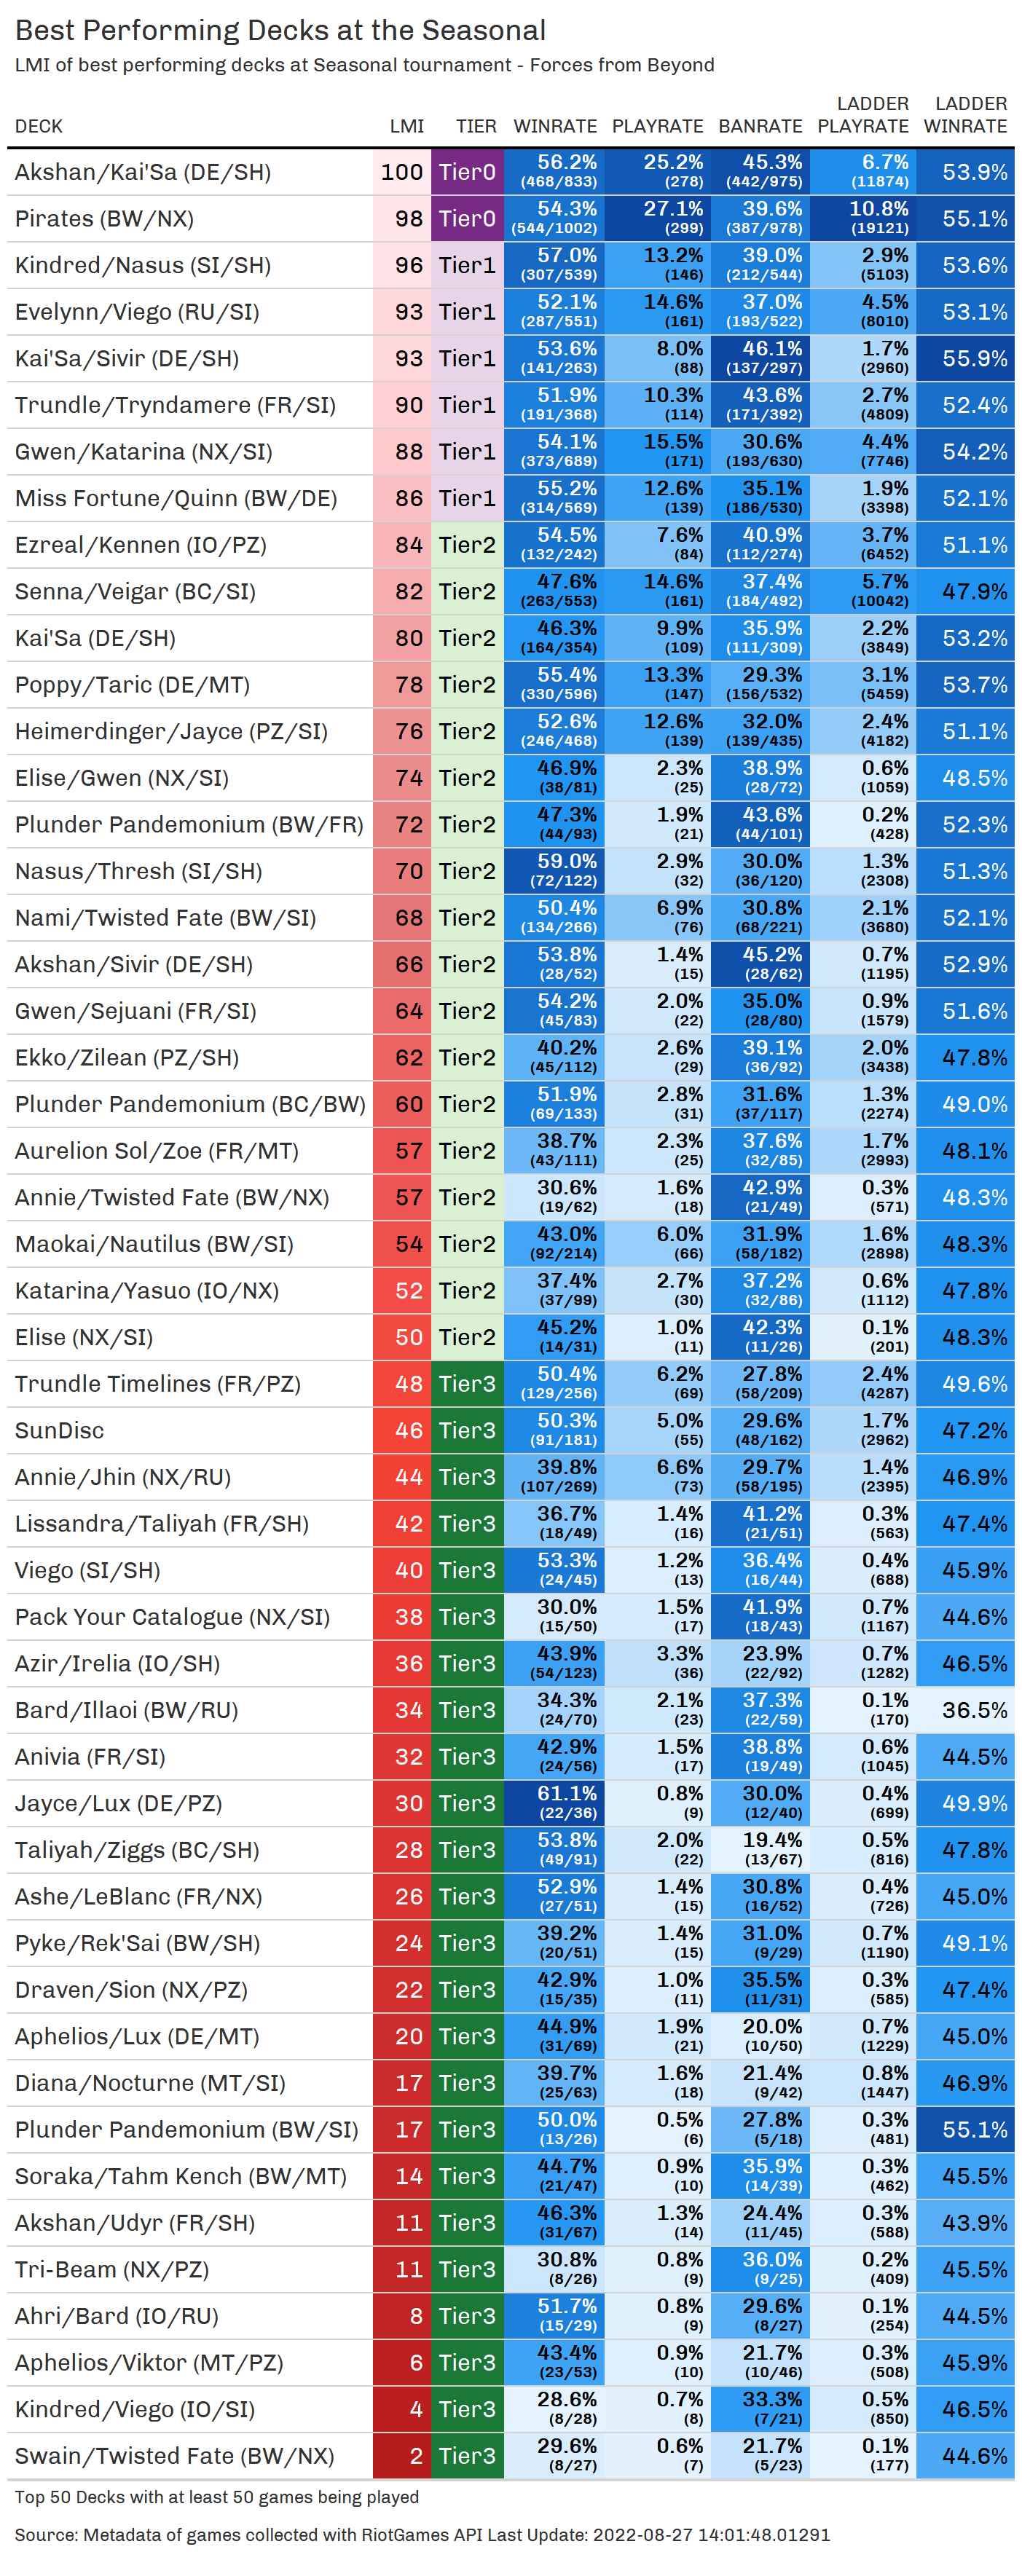 Best Performing Decks at the Seasonal
LMI of best performing decks at Seasonal tournament - Forces from Beyond
DECK LMI TIER WINRATE PLAYRATE BANRATE LADDER PLAYRATE LADDER WINRATE
Akshan/Kai'Sa (DE/SH) 100 Tier0 56.2% (468/833) 25.2% (278) 45.3% (442/975) 6.7% (11874) 53.9%
Pirates (BW/NX) 98 Tier0 54.3% (544/1002) 27.1% (299) 39.6% (387/978) 10.8% (19121) 55.1%
Kindred/Nasus (SI/SH) 96 Tier1 57.0% (307/539) 13.2% (146) 39.0% (212/544) 2.9% (5103) 53.6%
Evelynn/Viego (RU/SI) 93 Tier1 52.1% (287/551) 14.6% (161) 37.0% (193/522) 4.5% (8010) 53.1%
Kai'Sa/Sivir (DE/SH) 93 Tier1 53.6% (141/263) 8.0% (88) 46.1% (137/297) 1.7% (2960) 55.9%
Trundle/Tryndamere (FR/SI) 90 Tier1 51.9% (191/368) 10.3% (114) 43.6% (171/392) 2.7% (4809) 52.4%
Gwen/Katarina (NX/SI) 88 Tier1 54.1% (373/689) 15.5% (171) 30.6% (193/630) 4.4% (7746) 54.2%
Miss Fortune/Quinn (BW/DE) 86 Tier1 55.2% (314/569) 12.6% (139) 35.1% (186/530) 1.9% (3398) 52.1%
Ezreal/Kennen (IO/PZ) 84 Tier2 54.5% (132/242) 7.6% (84) 40.9% (112/274) 3.7% (6452) 51.1%
Senna/Veigar (BC/SI) 82 Tier2 47.6% (263/553) 14.6% (161) 37.4% (184/492) 5.7% (10042) 47.9%
Kai'Sa (DE/SH) 80 Tier2 46.3% (164/354) 9.9% (109) 35.9% (111/309) 2.2% (3849) 53.2%
Poppy/Taric (DE/MT) 78 Tier2 55.4% (330/596) 13.3% (147) 29.3% (156/532) 3.1% (5459) 53.7%
Heimerdinger/Jayce (PZ/SI) 76 Tier2 52.6% (246/468) 12.6% (139) 32.0% (139/435) 2.4% (4182) 51.1%
Elise/Gwen (NX/SI) 74 Tier2 46.9% (38/81) 2.3% (25) 38.9% (28/72) 0.6% (1059) 48.5%
Plunder Pandemonium (BW/FR) 72 Tier2 47.3% (44/93) 1.9% (21) 43.6% (44/101) 0.2% (428) 52.3%
Nasus/Thresh (SI/SH) 70 Tier2 59.0% (72/122) 2.9% (32) 30.0% (36/120) 1.3% (2308) 51.3%
Nami/Twisted Fate (BW/SI) 68 Tier2 50.4% (134/266) 6.9% (76) 30.8% (68/221) 2.1% (3680) 52.1%
Akshan/Sivir (DE/SH) 66 Tier2 53.8% (28/52) 1.4% (15) 45.2% (28/62) 0.7% (1195) 52.9%
Gwen/Sejuani (FR/SI) 64 Tier2 54.2% (45/83) 2.0% (22) 35.0% (28/80) 0.9% (1579) 51.6%
Ekko/Zilean (PZ/SH) 62 Tier2 40.2% (45/112) 2.6% (29) 39.1% (36/92) 2.0% (3438) 47.8%
Plunder Pandemonium (BC/BW) 60 Tier2 51.9% (69/133) 2.8% (31) 31.6% (37/117) 1.3% (2274) 49.0%
Aurelion Sol/Zoe (FR/MT) 57 Tier2 38.7% (43/111) 2.3% (25) 37.6% (32/85) 1.7% (2993) 48.1%
Annie/Twisted Fate (BW/NX) 57 Tier2 30.6% (19/62) 1.6% (18) 42.9% (21/49) 0.3% (571) 48.3%
Maokai/Nautilus (BW/SI) 54 Tier2 43.0% (92/214) 6.0% (66) 31.9% (58/182) 1.6% (2898) 48.3%
Katarina/Yasuo (IO/NX) 52 Tier2 37.4% (37/99) 2.7% (30) 37.2% (32/86) 0.6% (1112) 47.8%
Elise (NX/SI) 50 Tier2 45.2% (14/31) 1.0% (11) 42.3% (11/26) 0.1% (201) 48.3%
Trundle Timelines (FR/PZ) 48 Tier3 50.4% (129/256) 6.2% (69) 27.8% (58/209) 2.4% (4287) 49.6%
SunDisc 46 Tier3 50.3% (91/181) 5.0% (55) 29.6% (48/162) 1.7% (2962) 47.2%
Annie/Jhin (NX/RU) 44 Tier3 39.8% (107/269) 6.6% (73) 29.7% (58/195) 1.4% (2395) 46.9%
Lissandra/Taliyah (FR/SH) 42 Tier3 36.7% (18/49) 1.4% (16) 41.2% (21/51) 0.3% (563) 47.4%
Viego (SI/SH) 40 Tier3 53.3% (24/45) 1.2% (13) 36.4% (16/44) 0.4% (688) 45.9%
Pack Your Catalogue (NX/SI) 38 Tier3 30.0% (15/50) 1.5% (17) 41.9% (18/43) 0.7% (1167) 44.6%
Azir/Irelia (IO/SH) 36 Tier3 43.9% (54/123) 3.3% (36) 23.9% (22/92) 0.7% (1282) 46.5%
Bard/Illaoi (BW/RU) 34 Tier3 34.3% (24/70) 2.1% (23) 37.3% (22/59) 0.1% (170) 36.5%
Anivia (FR/SI) 32 Tier3 42.9% (24/56) 1.5% (17) 38.8% (19/49) 0.6% (1045) 44.5%
Jayce/Lux (DE/PZ) 30 Tier3 61.1% (22/36) 0.8% (9) 30.0% (12/40) 0.4% (699) 49.9%
Taliyah/Ziggs (BC/SH) 28 Tier3 53.8% (49/91) 2.0% (22) 19.4% (13/67) 0.5% (816) 47.8%
Ashe/LeBlanc (FR/NX) 26 Tier3 52.9% (27/51) 1.4% (15) 30.8% (16/52) 0.4% (726) 45.0%
Pyke/Rek'Sai (BW/SH) 24 Tier3 39.2% (20/51) 1.4% (15) 31.0% (9/29) 0.7% (1190) 49.1%
Draven/Sion (NX/PZ) 22 Tier3 42.9% (15/35) 1.0% (11) 35.5% (11/31) 0.3% (585) 47.4%
Aphelios/Lux (DE/MT) 20 Tier3 44.9% (31/69) 1.9% (21) 20.0% (10/50) 0.7% (1229) 45.0%
Diana/Nocturne (MT/SI) 17 Tier3 39.7% (25/63) 1.6% (18) 21.4% (9/42) 0.8% (1447) 46.9%
Plunder Pandemonium (BW/SI) 17 Tier3 50.0% (13/26) 0.5% (6) 27.8% (5/18) 0.3% (481) 55.1%
Soraka/Tahm Kench (BW/MT) 14 Tier3 44.7% (21/47) 0.9% (10) 35.9% (14/39) 0.3% (462) 45.5%
Akshan/Udyr (FR/SH) 11 Tier3 46.3% (31/67) 1.3% (14) 24.4% (11/45) 0.3% (588) 43.9%
Tri-Beam (NX/PZ) 11 Tier3 30.8% (8/26) 0.8% (9) 36.0% (9/25) 0.2% (409) 45.5%
Ahri/Bard (IO/RU) 8 Tier3 51.7% (15/29) 0.8% (9) 29.6% (8/27) 0.1% (254) 44.5%
Aphelios/Viktor (MT/PZ) 6 Tier3 43.4% (23/53) 0.9% (10) 21.7% (10/46) 0.3% (508) 45.9%
Kindred/Viego (IO/SI) 4 Tier3 28.6% (8/28) 0.7% (8) 33.3% (7/21) 0.5% (850) 46.5%
Swain/Twisted Fate (BW/NX) 2 Tier3 29.6% (8/27) 0.6% (7) 21.7% (5/23) 0.1% (177) 44.6%
Top 50 Decks with at least 50 games being played
Source: Metadata of games collected with RiotGames API Last Update: 2022-08-27 14:01:48.01291